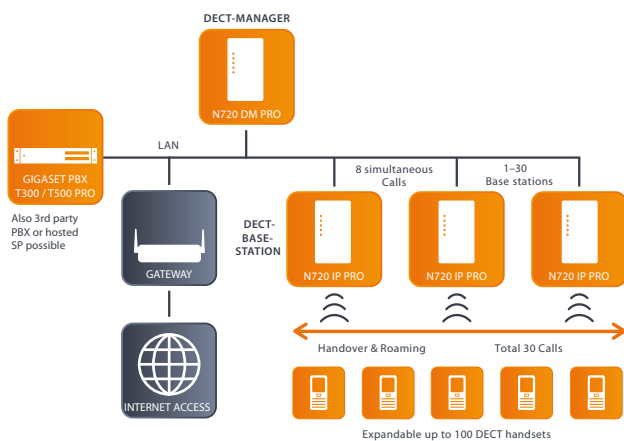 DECT-MANAGER
N720 DM PRO
LAN
GIGASET PBX
T300 / T500 PRO
Also 3rd party
PBX or hosted
SP possible
8 simultaneous
Calls
1–30
Base stations
DECT-
BASE-
STATION
N720 IP PRO
N720 IP PRO
N720 IP PRO
GATEWAY
INTERNET ACCESS
Handover & Roaming
Total 30 Calls
Expandable up to 100 DECT handsets